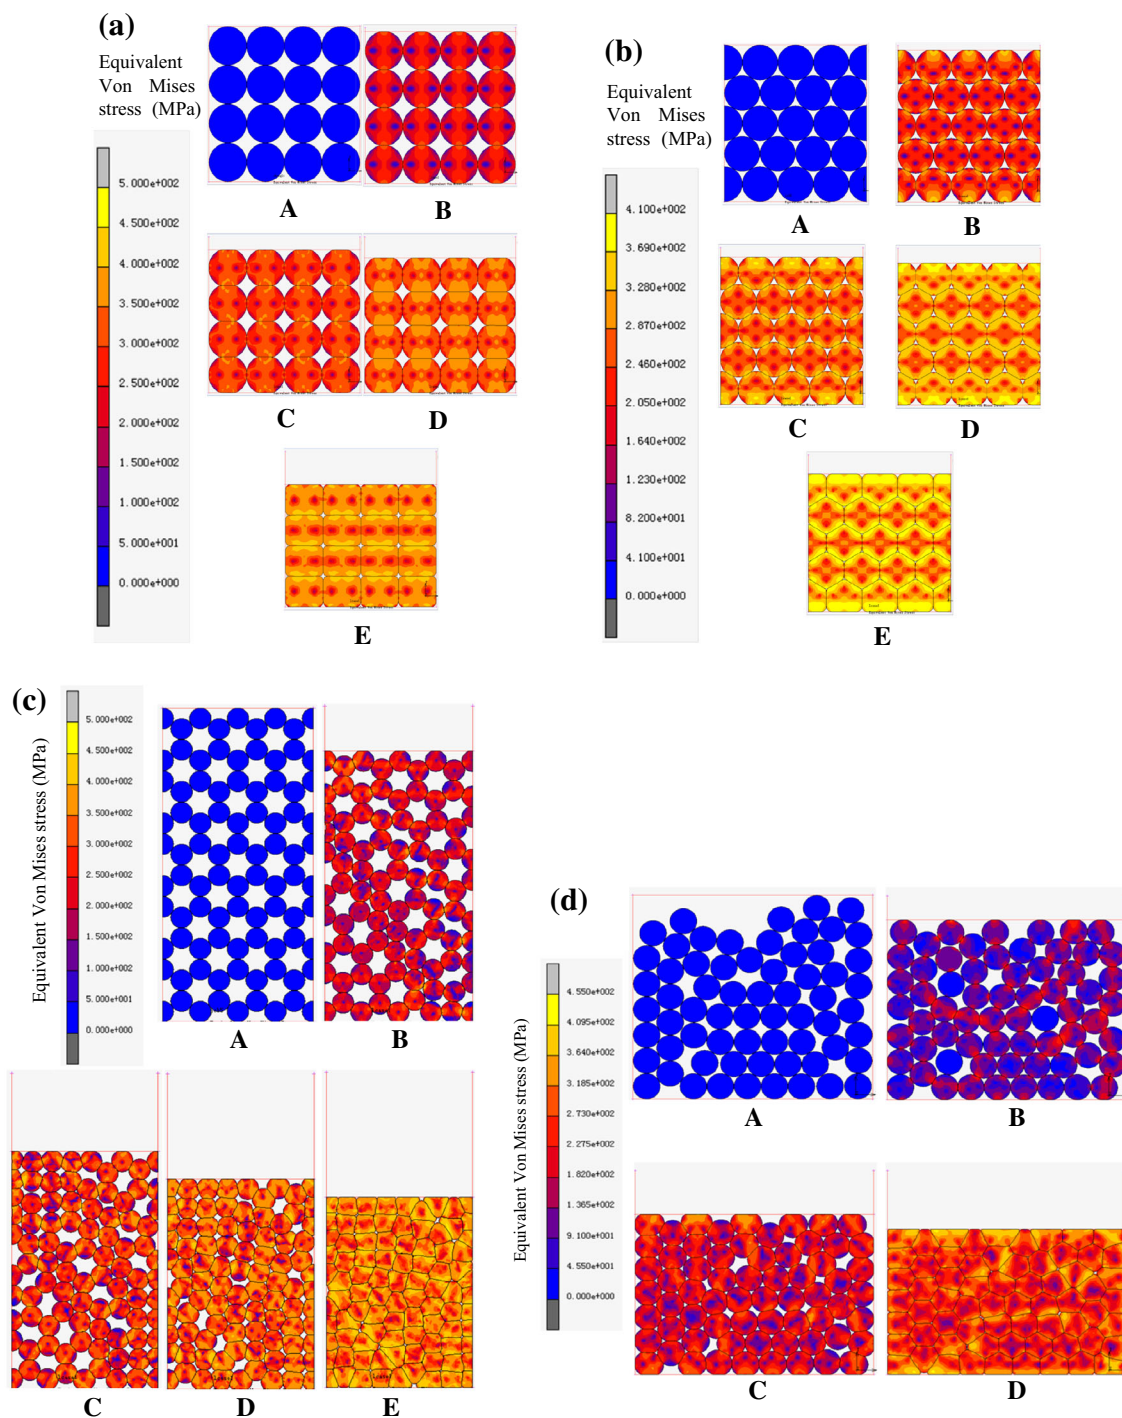 (a)
Equivalent
Von Mises
stress (MPa)
5.000e+002
4.500e+002
4.000e+002
3.500e+002
3.000e+002
2.500e+002
2.000e+002
1.500e+002
1.000e+002
5.000e+001
0.000e+000
A
B
C
D
E
(b)
Equivalent
Von Mises
stress (MPa)
4.100e+002
3.690e+002
3.280e+002
2.870e+002
2.460e+002
2.050e+002
1.640e+002
1.230e+002
8.200e+001
4.100e+001
0.000e+000
A
B
C
D
E
(c)
Equivalent Von Mises stress (MPa)
5.000e+002
4.500e+002
4.000e+002
3.500e+002
3.000e+002
2.500e+002
2.000e+002
1.500e+002
1.000e+002
5.000e+001
0.000e+000
A
B
C
D
E
(d)
Equivalent Von Mises stress (MPa)
4.550e+002
4.095e+002
3.640e+002
3.185e+002
2.730e+002
2.275e+002
1.820e+002
1.365e+002
9.100e+001
4.550e+001
0.000e+000
A
B
C
D